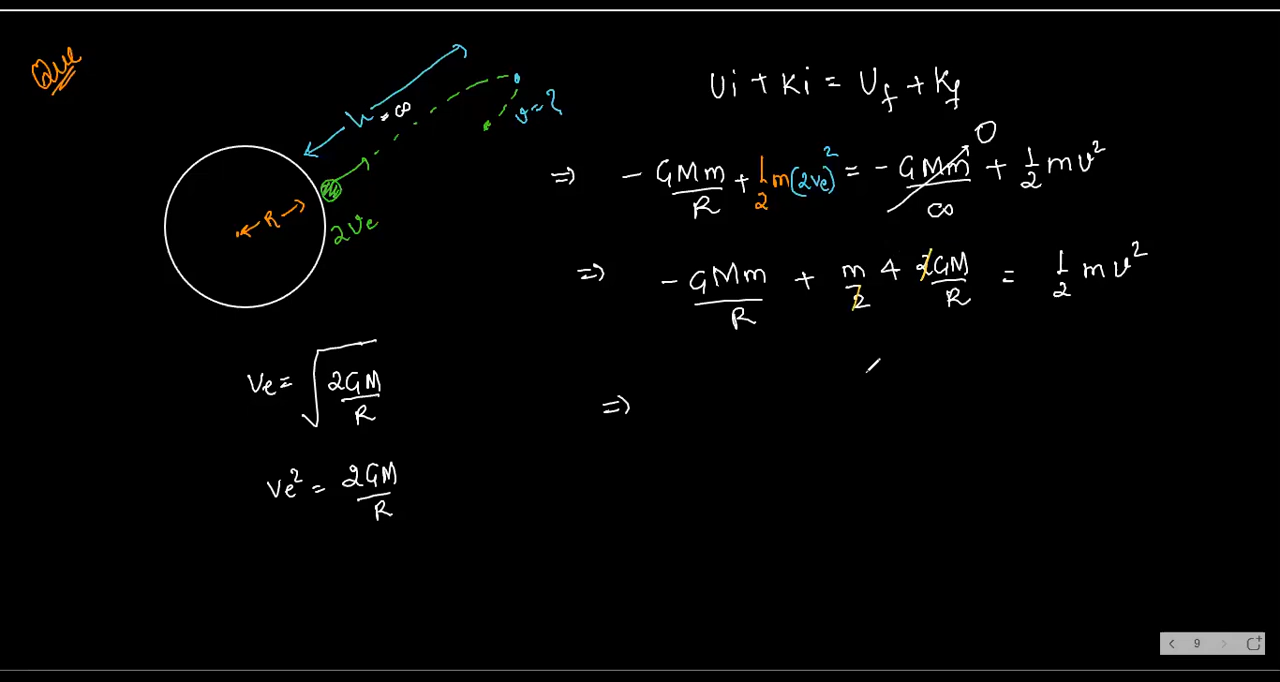 Que
h = ∞
v = ?
R
2Ve
Ui + Ki = Uf + Kf
⇒ - GMm/R + 1/2 m(2ve)² = - GMm/∞ 0 + 1/2 mv²
⇒ - GMm/R + m/2 4 2GM/R = 1/2 mv²
ve = √2GM/R
⇒
ve² = 2GM/R
9